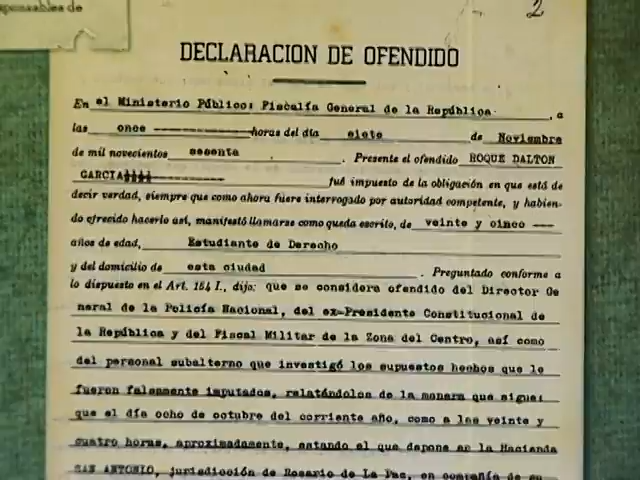 sponsables de
2
DECLARACION DE OFENDIDO
En el Ministerio Público: Fiscalía General de la República , a
las once horas del día siete de Noviembre
de mil novecientos sesenta . Presente el ofendido ROQUE DALTON
GARCIA fué impuesto de la obligación en que está de
decir verdad, siempre que como ahora fuere interrogado por autoridad competente, y habien-
do ofrecido hacerlo así, manifestó llamarse como queda escrito, de veinte y cinco
años de edad, Estudiante de Derecho
y del domicilio de esta ciudad . Preguntado conforme a
lo dispuesto en el Art. 154 I., dijo: que se considera ofendido del Director Ge
neral de la Policía Nacional, del ex-Presidente Constitucional de
la República y del Fiscal Militar de la Zona del Centro, así como
del personal subalterno que investigó los supuestos hechos que le
fueron falsamente imputados, relatándolos de la manera que sigue:
que el día ocho de octubre del corriente año, como a las veinte y
cuatro horas, aproximadamente, estando el que depone en la Hacienda
SAN ANTONIO, jurisdicción de Rosario de La Paz, en compañía de su